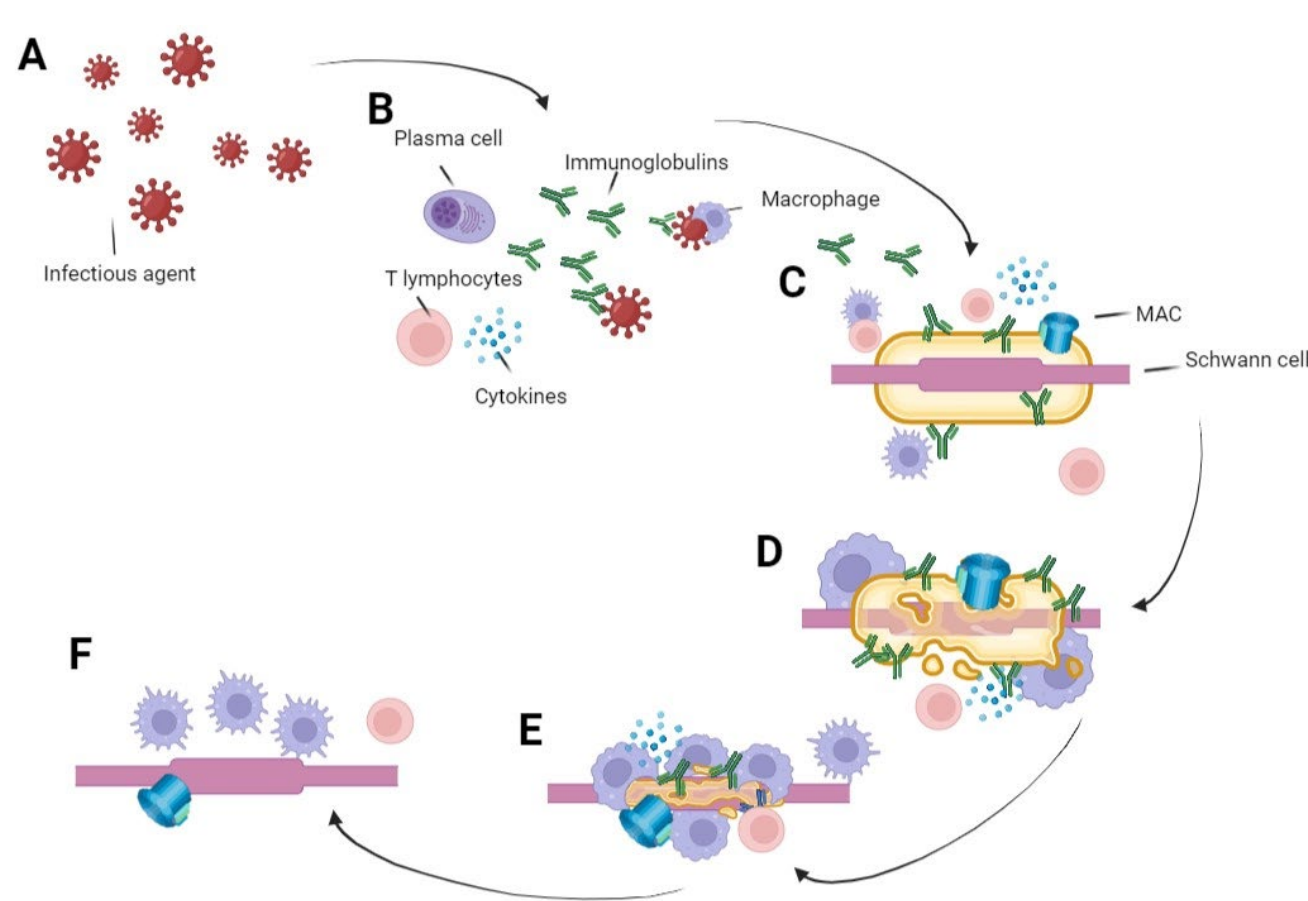 A
B
Plasma cell
Immunoglobulins
Macrophage
Infectious agent
T lymphocytes
Cytokines
C
MAC
Schwann cell
D
F
E